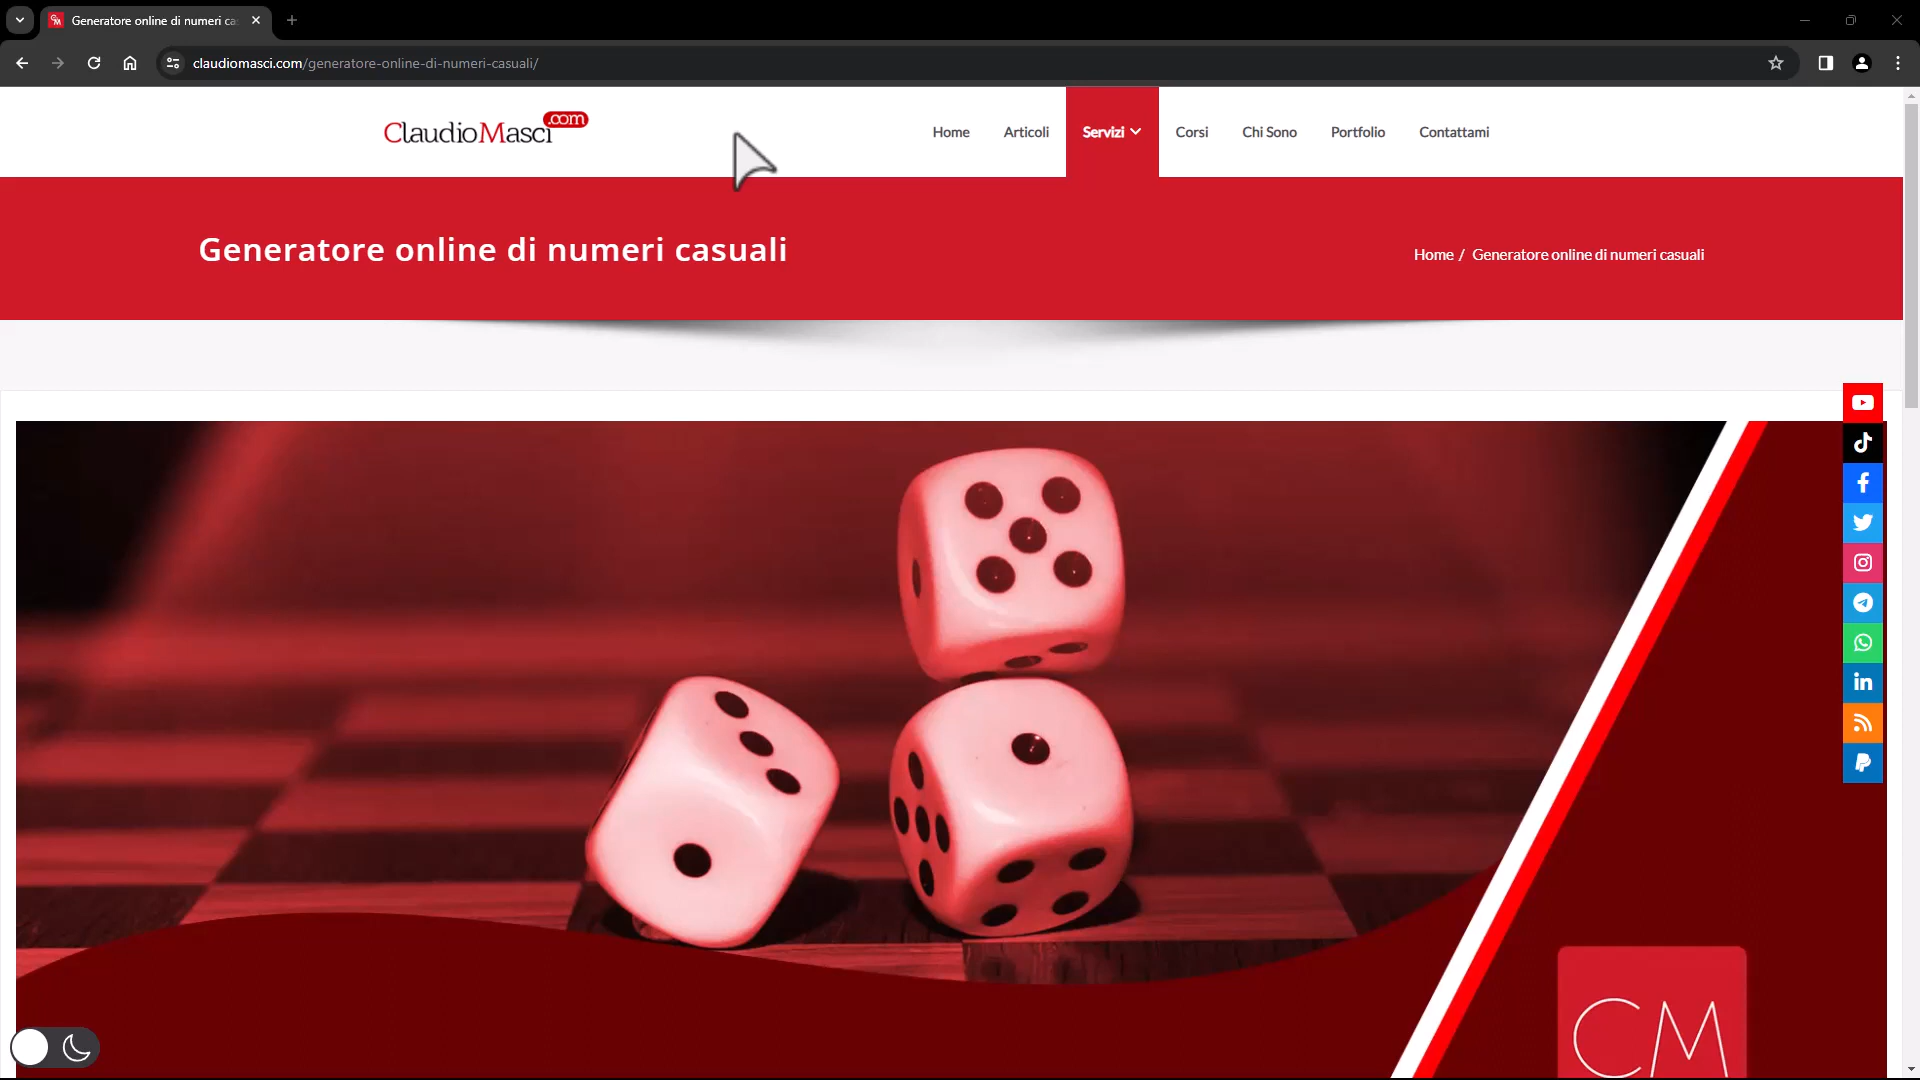 Generatore online di numeri ca
claudiomasci.com/generatore-online-di-numeri-casuali/
ClaudioMasci.com
Home
Articoli
Servizi
Corsi
Chi Sono
Portfolio
Contattami
Generatore online di numeri casuali
Home / Generatore online di numeri casuali
CM